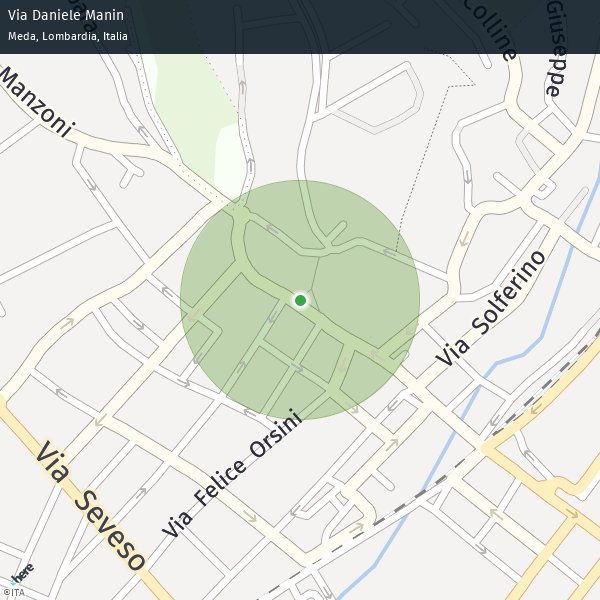 Via Daniele Manin
Meda, Lombardia, Italia
Colline
Giuseppe
Manzoni
Via Solferino
Via Felice Orsini
Via Seveso
here
©ITA